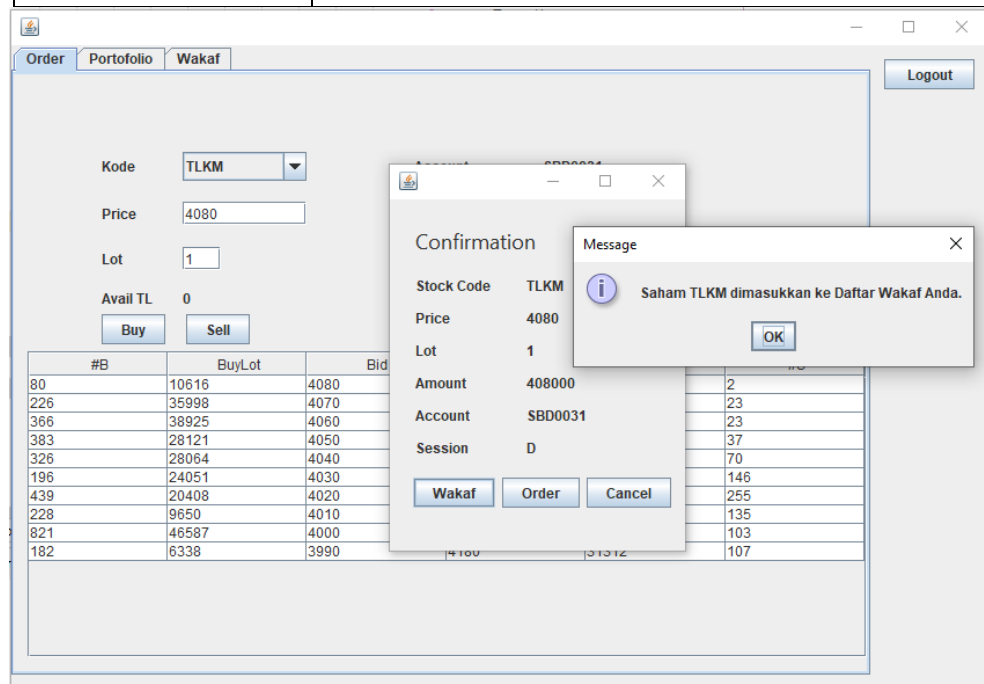 Order Portofolio Wakaf
Logout
Kode TLKM
Price 4080
Lot 1
Avail TL 0
Buy Sell
Confirmation
Stock Code TLKM
Price 4080
Lot 1
Amount 408000
Account SBD0031
Session D
Wakaf Order Cancel
Message
Saham TLKM dimasukkan ke Daftar Wakaf Anda.
OK
#B BuyLot Bid
80 10616 4080 2
226 35998 4070 23
366 38925 4060 23
383 28121 4050 37
326 28064 4040 70
196 24051 4030 146
439 20408 4020 255
228 9650 4010 135
821 46587 4000 103
182 6338 3990 4180 31312 107